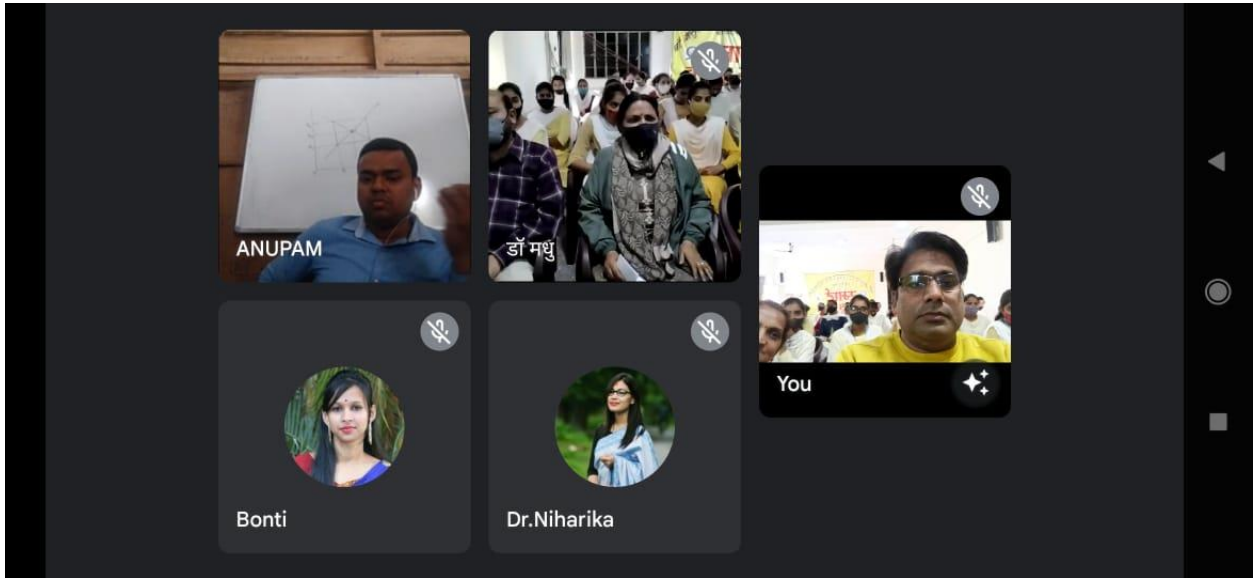 ANUPAM
डॉ मधु
You
Bonti
Dr.Niharika